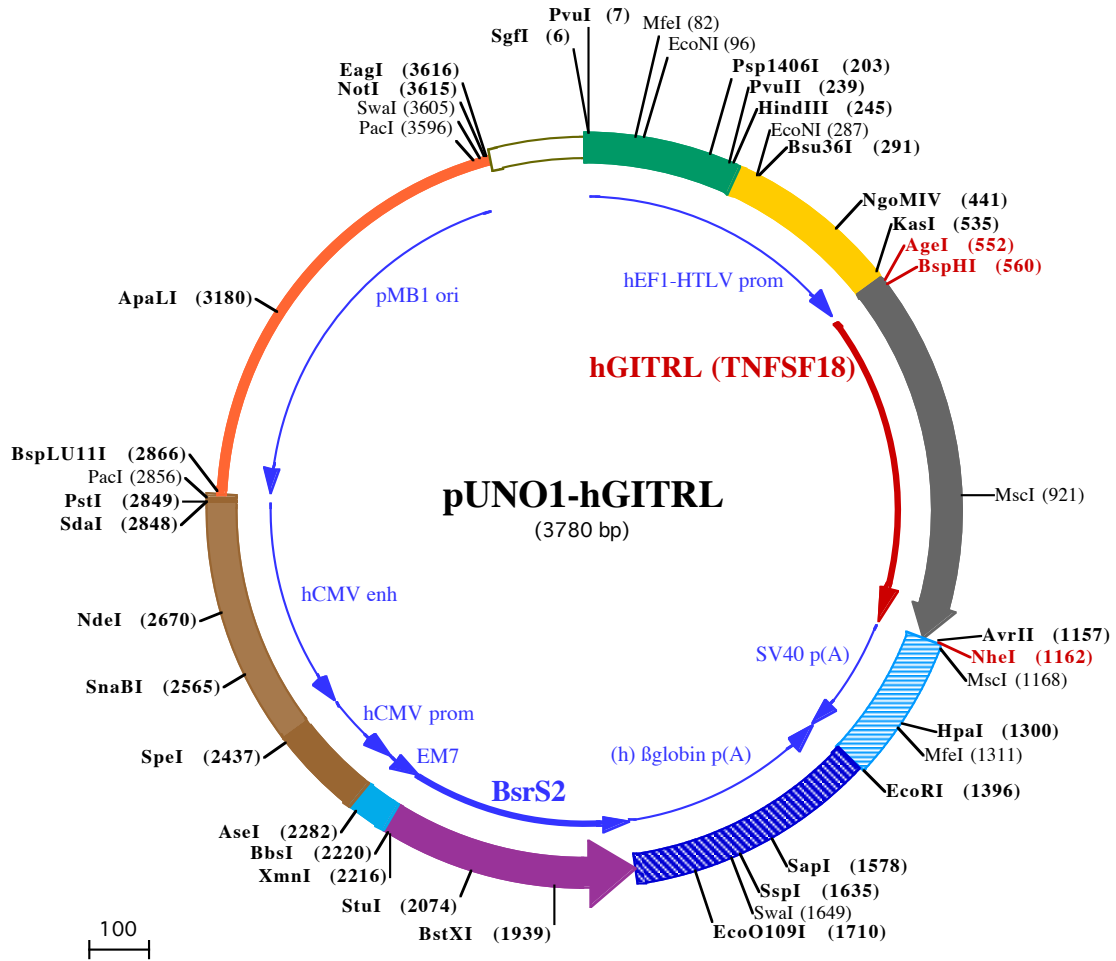 PvuI (7)
SgfI (6)
MfeI (82)
EcoNI (96)
Psp1406I (203)
PvuII (239)
HindIII (245)
EcoNI (287)
Bsu36I (291)
EagI (3616)
NotI (3615)
SwaI (3605)
PacI (3596)
NgoMIV (441)
KasI (535)
AgeI (552)
BspHI (560)
hEF1-HTLV prom
pMB1 ori
ApaLI (3180)
hGITRL (TNFSF18)
BspLU11I (2866)
PacI (2856)
PstI (2849)
SdaI (2848)
pUNO1-hGITRL
(3780 bp)
MscI (921)
hCMV enh
NdeI (2670)
AvrII (1157)
NheI (1162)
MscI (1168)
SV40 p(A)
SnaBI (2565)
hCMV prom
HpaI (1300)
MfeI (1311)
SpeI (2437)
EM7
(h) ßglobin p(A)
BsrS2
EcoRI (1396)
AseI (2282)
BbsI (2220)
XmnI (2216)
SapI (1578)
SspI (1635)
SwaI (1649)
EcoO109I (1710)
StuI (2074)
BstXI (1939)
100